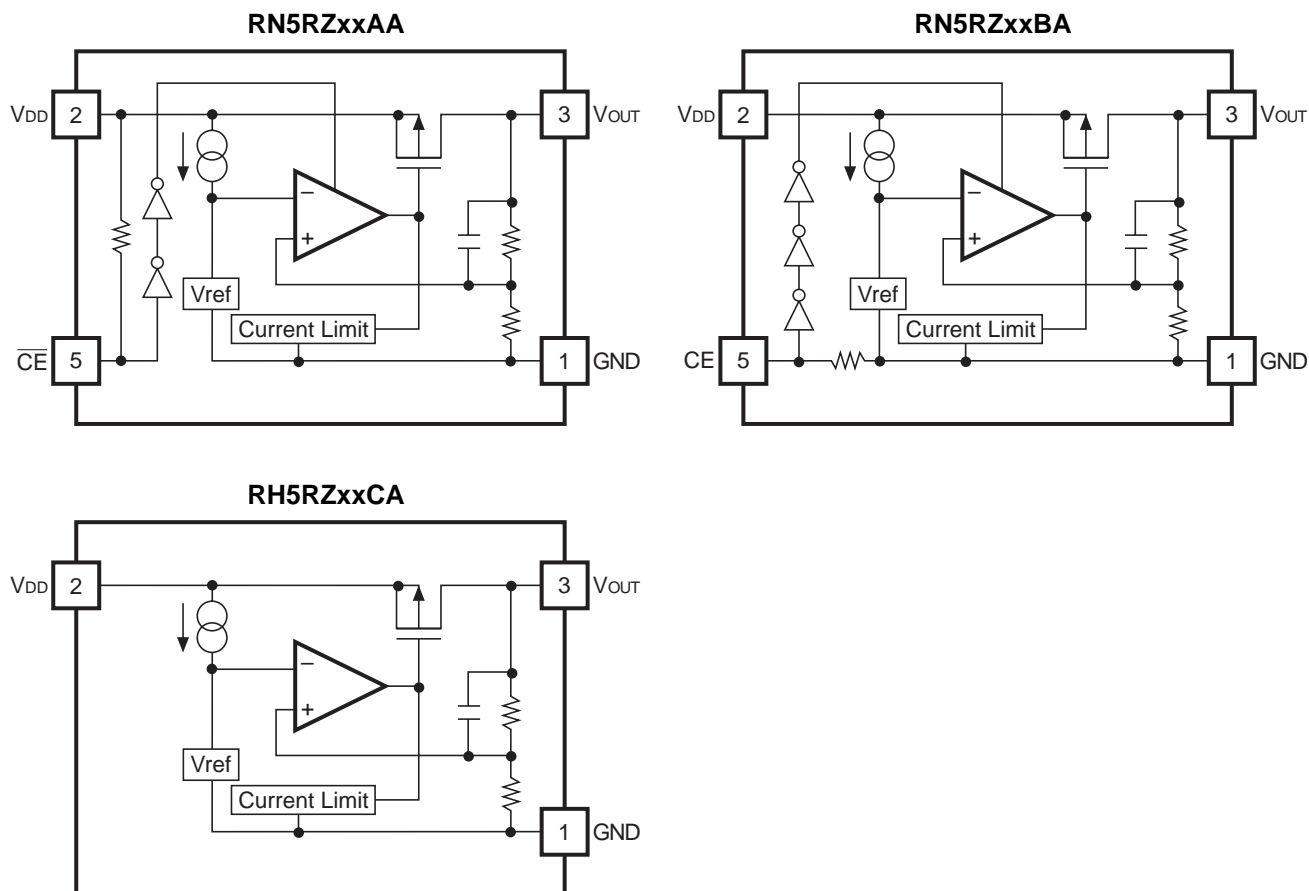 RN5RZxxAA
VDD 2
3 VOUT
−
+
Vref
Current Limit
CE 5
1 GND
RN5RZxxBA
VDD 2
3 VOUT
−
+
Vref
Current Limit
CE 5
1 GND
RH5RZxxCA
VDD 2
3 VOUT
−
+
Vref
Current Limit
1 GND